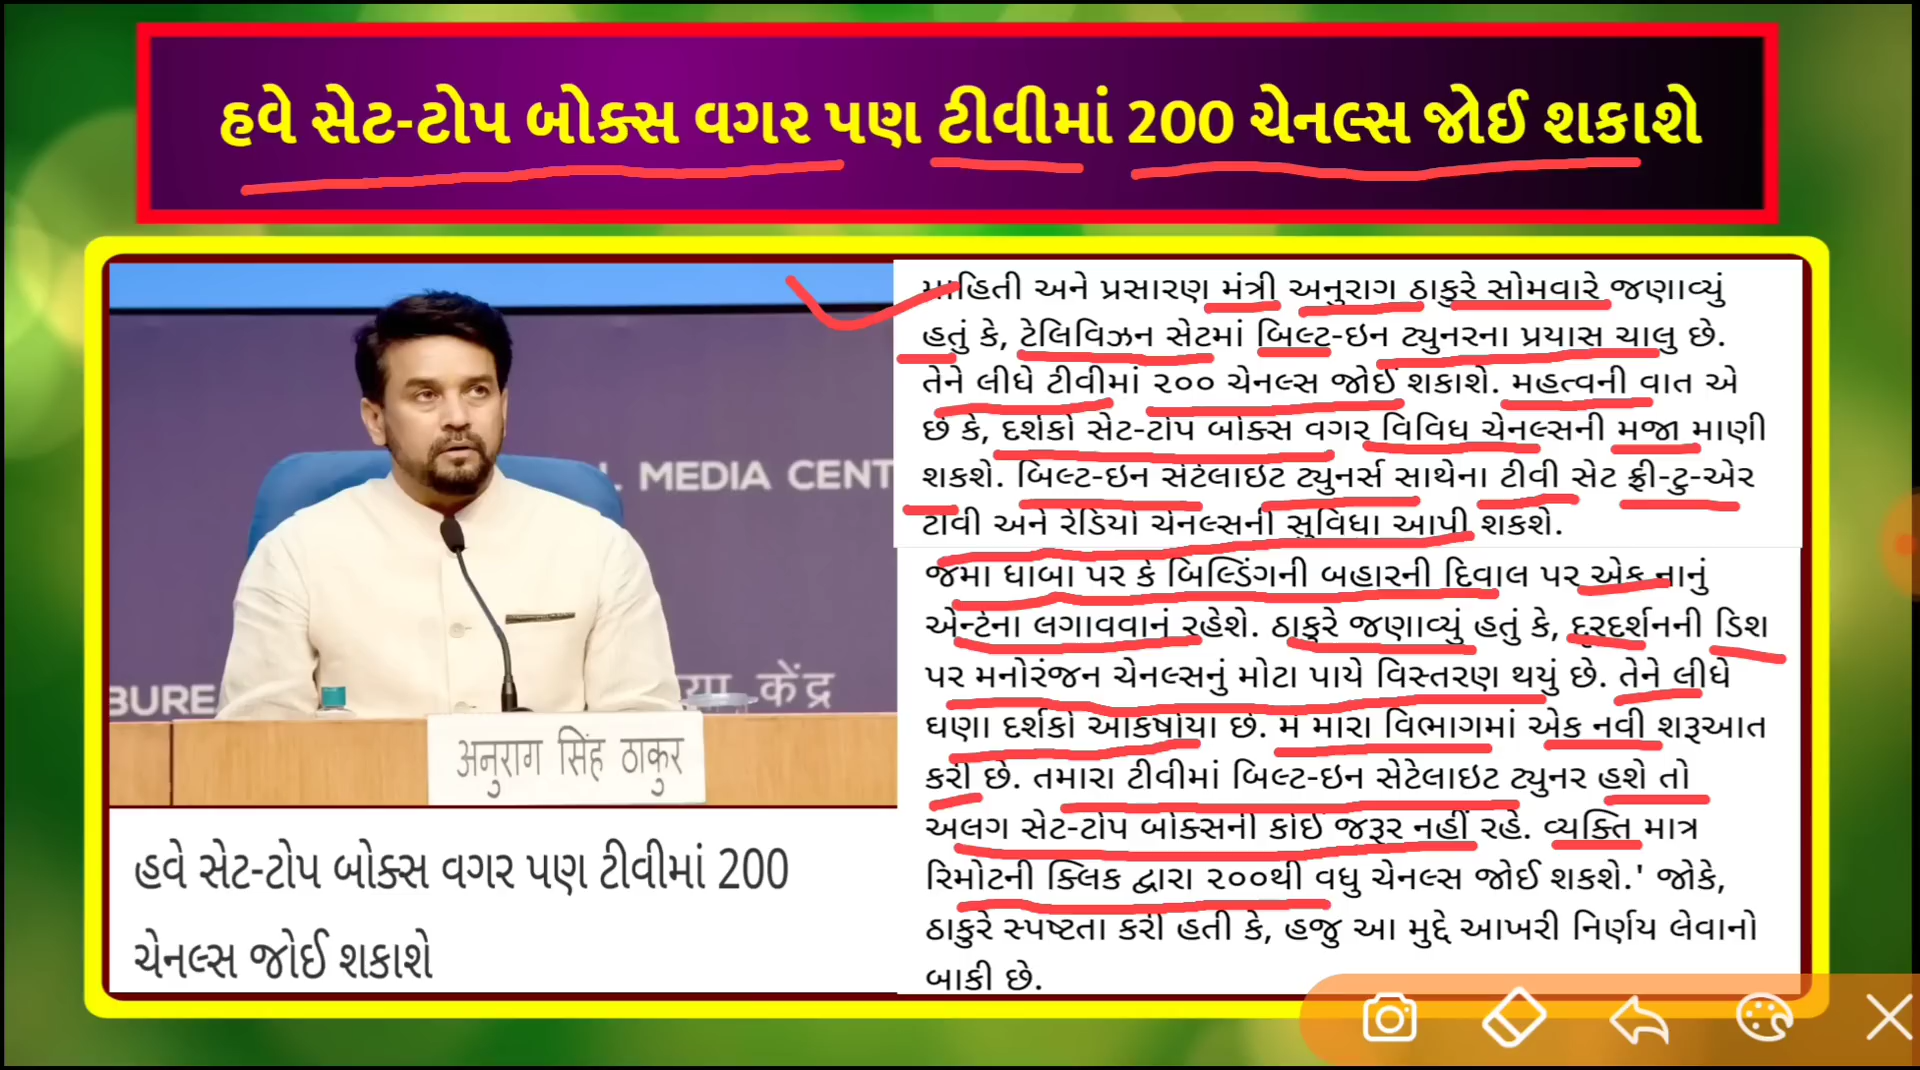 હવે સેટ-ટોપ બોક્સ વગર પણ ટીવીમાં 200 ચેનલ્સ જોઈ શકાશે
L MEDIA CENT
BURE
या केंद्र
अनुराग सिंह ठाकुर
હવે સેટ-ટોપ બોક્સ વગર પણ ટીવીમાં 200
ચેનલ્સ જોઈ શકાશે
માહિતી અને પ્રસારણ મંત્રી અનુરાગ ઠાકુરે સોમવારે જણાવ્યું
હતું કે, ટેલિવિઝન સેટમાં બિલ્ટ-ઇન ટ્યુનરના પ્રયાસ ચાલુ છે.
તેને લીધે ટીવીમાં ૨૦૦ ચેનલ્સ જોઈ શકાશે. મહત્વની વાત એ
છે કે, દર્શકો સેટ-ટોપ બોક્સ વગર વિવિધ ચેનલ્સની મજા માણી
શકશે. બિલ્ટ-ઇન સેટેલાઇટ ટ્યુનર્સ સાથેના ટીવી સેટ ફ્રી-ટુ-એર
ટીવી અને રેડિયો ચેનલ્સની સુવિધા આપી શકશે.
જેમાં ધાબા પર કે બિલ્ડિંગની બહારની દિવાલ પર એક નાનું
એન્ટેના લગાવવાનું રહેશે. ઠાકુરે જણાવ્યું હતું કે, દૂરદર્શનની ડિશ
પર મનોરંજન ચેનલ્સનું મોટા પાયે વિસ્તરણ થયું છે. તેને લીધે
ઘણા દર્શકો આકર્ષાયા છે. મેં મારા વિભાગમાં એક નવી શરૂઆત
કરી છે. તમારા ટીવીમાં બિલ્ટ-ઇન સેટેલાઇટ ટ્યુનર હશે તો
અલગ સેટ-ટોપ બોક્સની કોઈ જરૂર નહીં રહે. વ્યક્તિ માત્ર
રિમોટની ક્લિક દ્વારા ૨૦૦થી વધુ ચેનલ્સ જોઈ શકશે.' જોકે,
ઠાકુરે સ્પષ્ટતા કરી હતી કે, હજુ આ મુદ્દે આખરી નિર્ણય લેવાનો
બાકી છે.